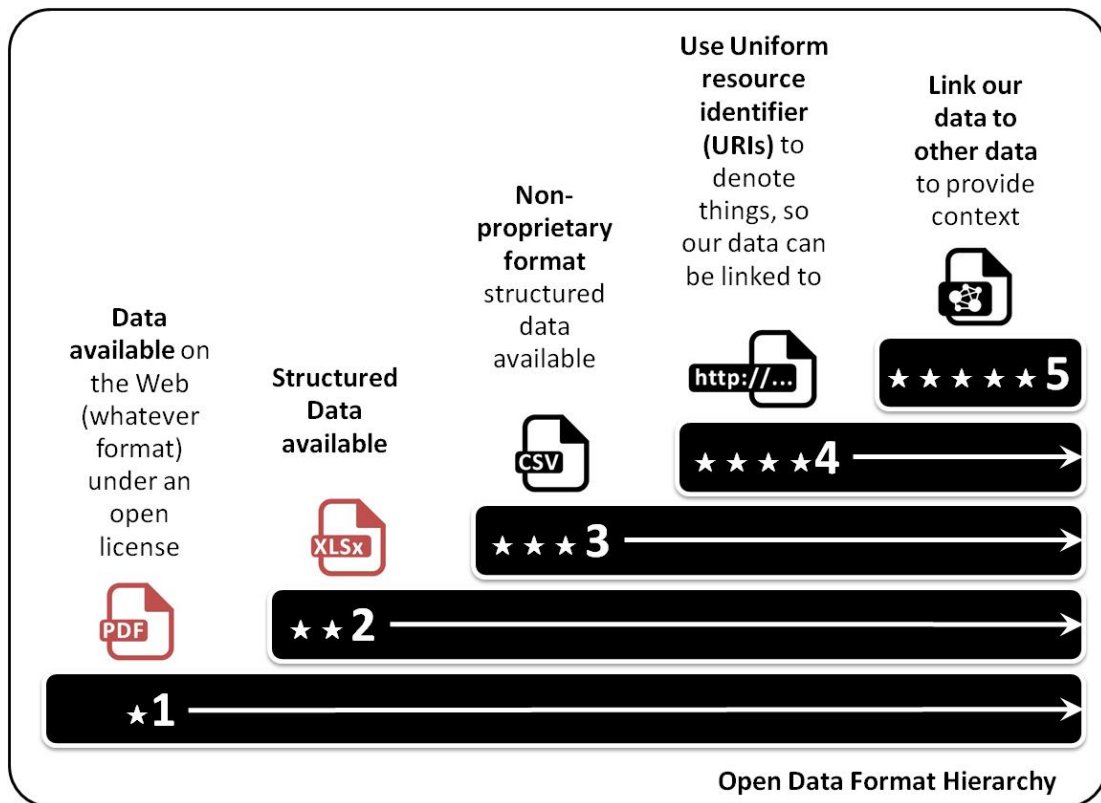 Data
available on
the Web
(whatever
format)
under an
open
license
PDF
★1
Structured
Data
available
XLSx
★★2
Non-
proprietary
format
structured
data
available
CSV
★★★3
Use Uniform
resource
identifier
(URIs) to
denote
things, so
our data can
be linked to
http://...
★★★★4
Link our
data to
other data
to provide
context
★★★★★5
Open Data Format Hierarchy